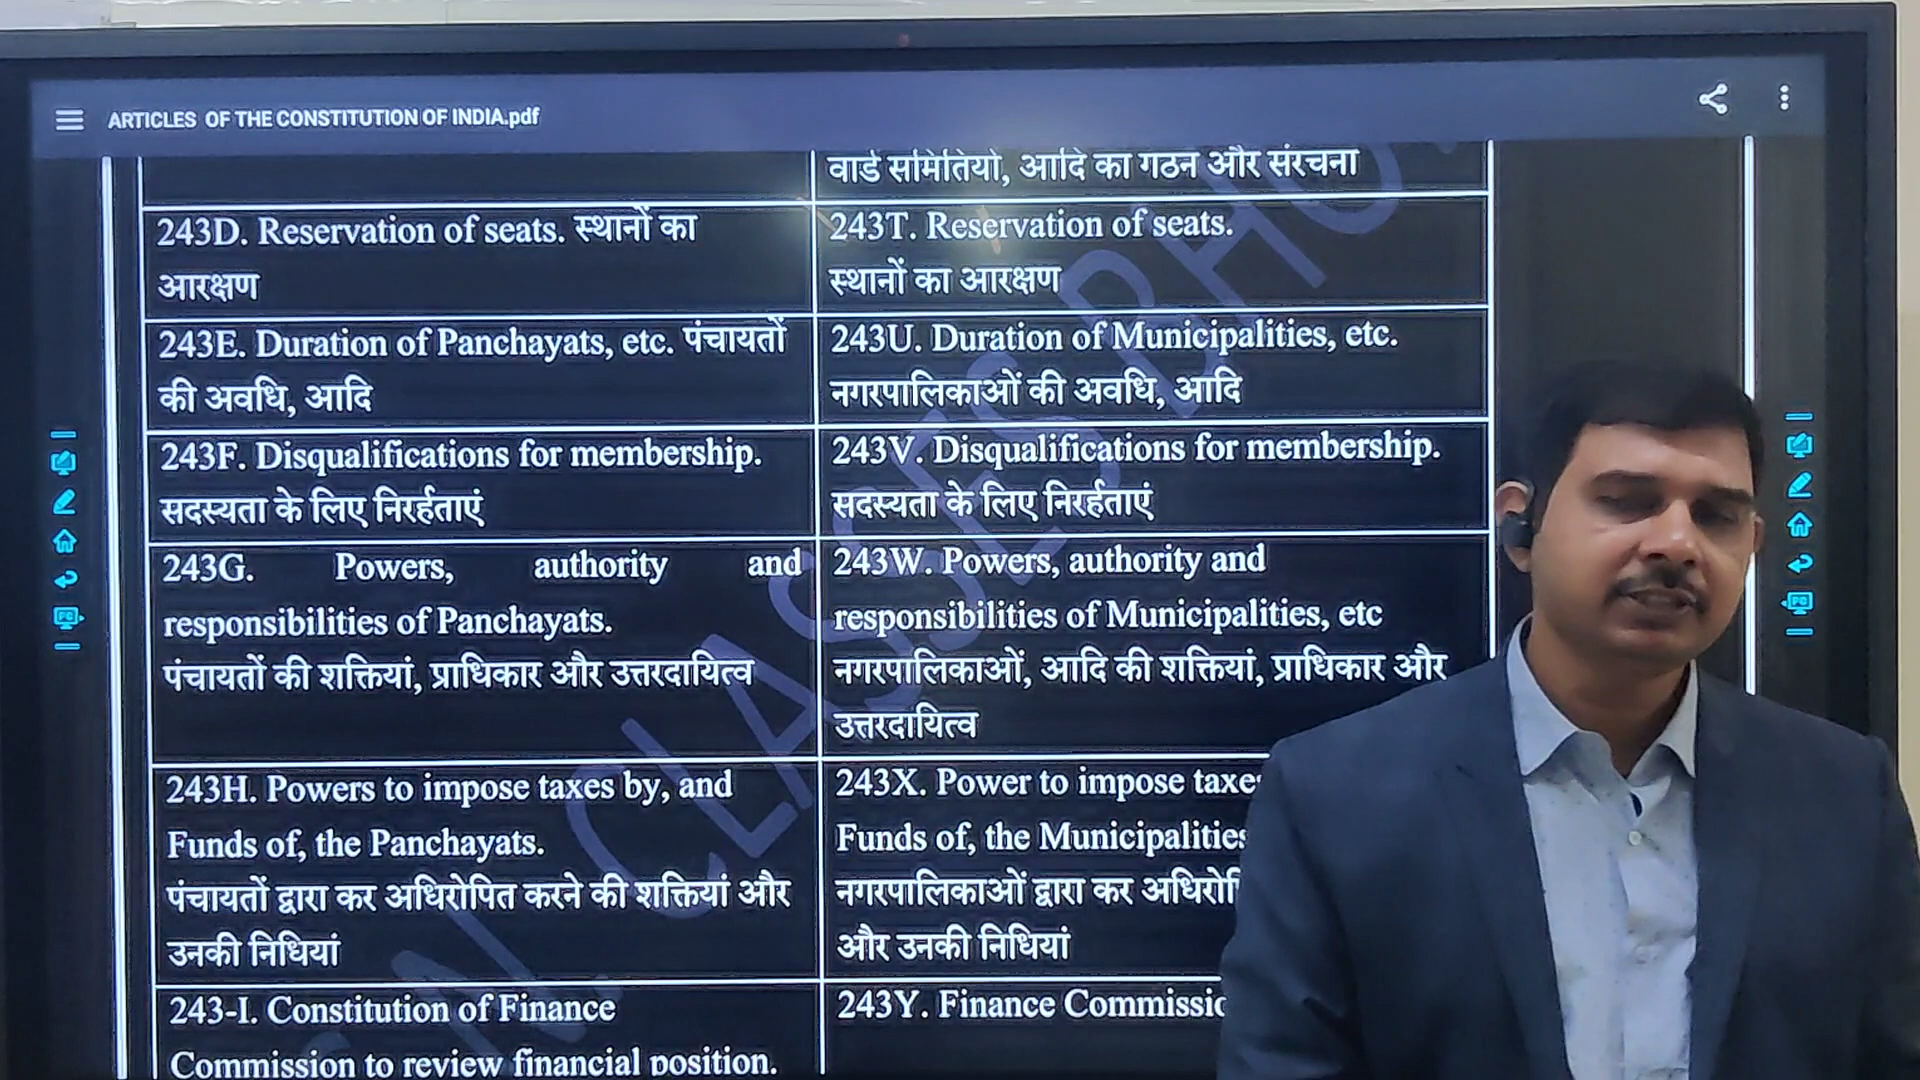 ARTICLES OF THE CONSTITUTION OF INDIA.pdf
वार्ड समितियों, आदि का गठन और संरचना
243D. Reservation of seats. स्थानों का
आरक्षण
243T. Reservation of seats.
स्थानों का आरक्षण
243E. Duration of Panchayats, etc. पंचायतों
की अवधि, आदि
243U. Duration of Municipalities, etc.
नगरपालिकाओं की अवधि, आदि
243F. Disqualifications for membership.
सदस्यता के लिए निरर्हताएं
243V. Disqualifications for membership.
सदस्यता के लिए निरर्हताएं
243G. Powers, authority and
responsibilities of Panchayats.
पंचायतों की शक्तियां, प्राधिकार और उत्तरदायित्व
243W. Powers, authority and
responsibilities of Municipalities, etc
नगरपालिकाओं, आदि की शक्तियां, प्राधिकार और
उत्तरदायित्व
243H. Powers to impose taxes by, and
Funds of, the Panchayats.
पंचायतों द्वारा कर अधिरोपित करने की शक्तियां और
उनकी निधियां
243X. Power to impose
Funds of, the Municipalities
नगरपालिकाओं द्वारा कर
और उनकी निधियां
243-I. Constitution of Finance
Commission to review financial position.
243Y. Finance
CLASSES
PC
PC